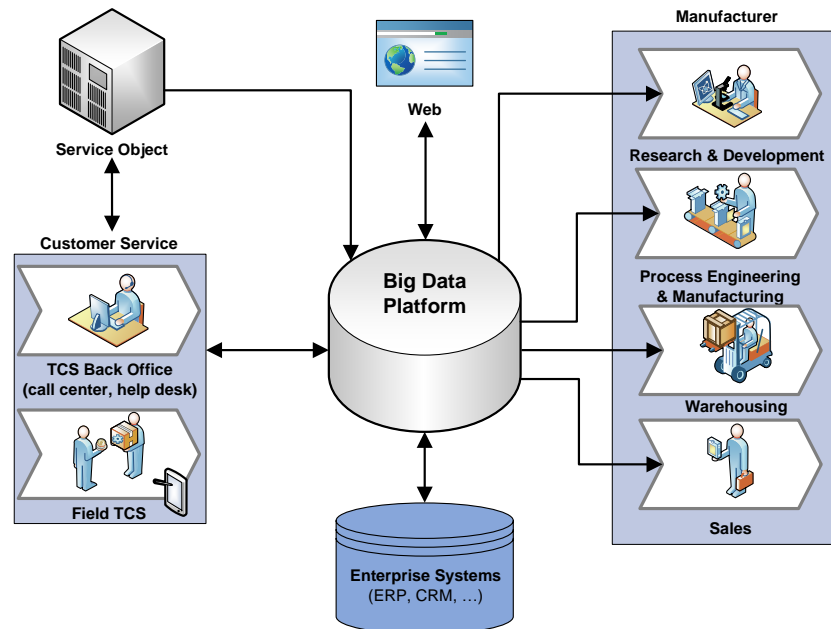 Manufacturer
Web
Service Object
Research & Development
Customer Service
Big Data
Platform
Process Engineering
& Manufacturing
TCS Back Office
(call center, help desk)
Warehousing
Field TCS
Sales
Enterprise Systems
(ERP, CRM, …)